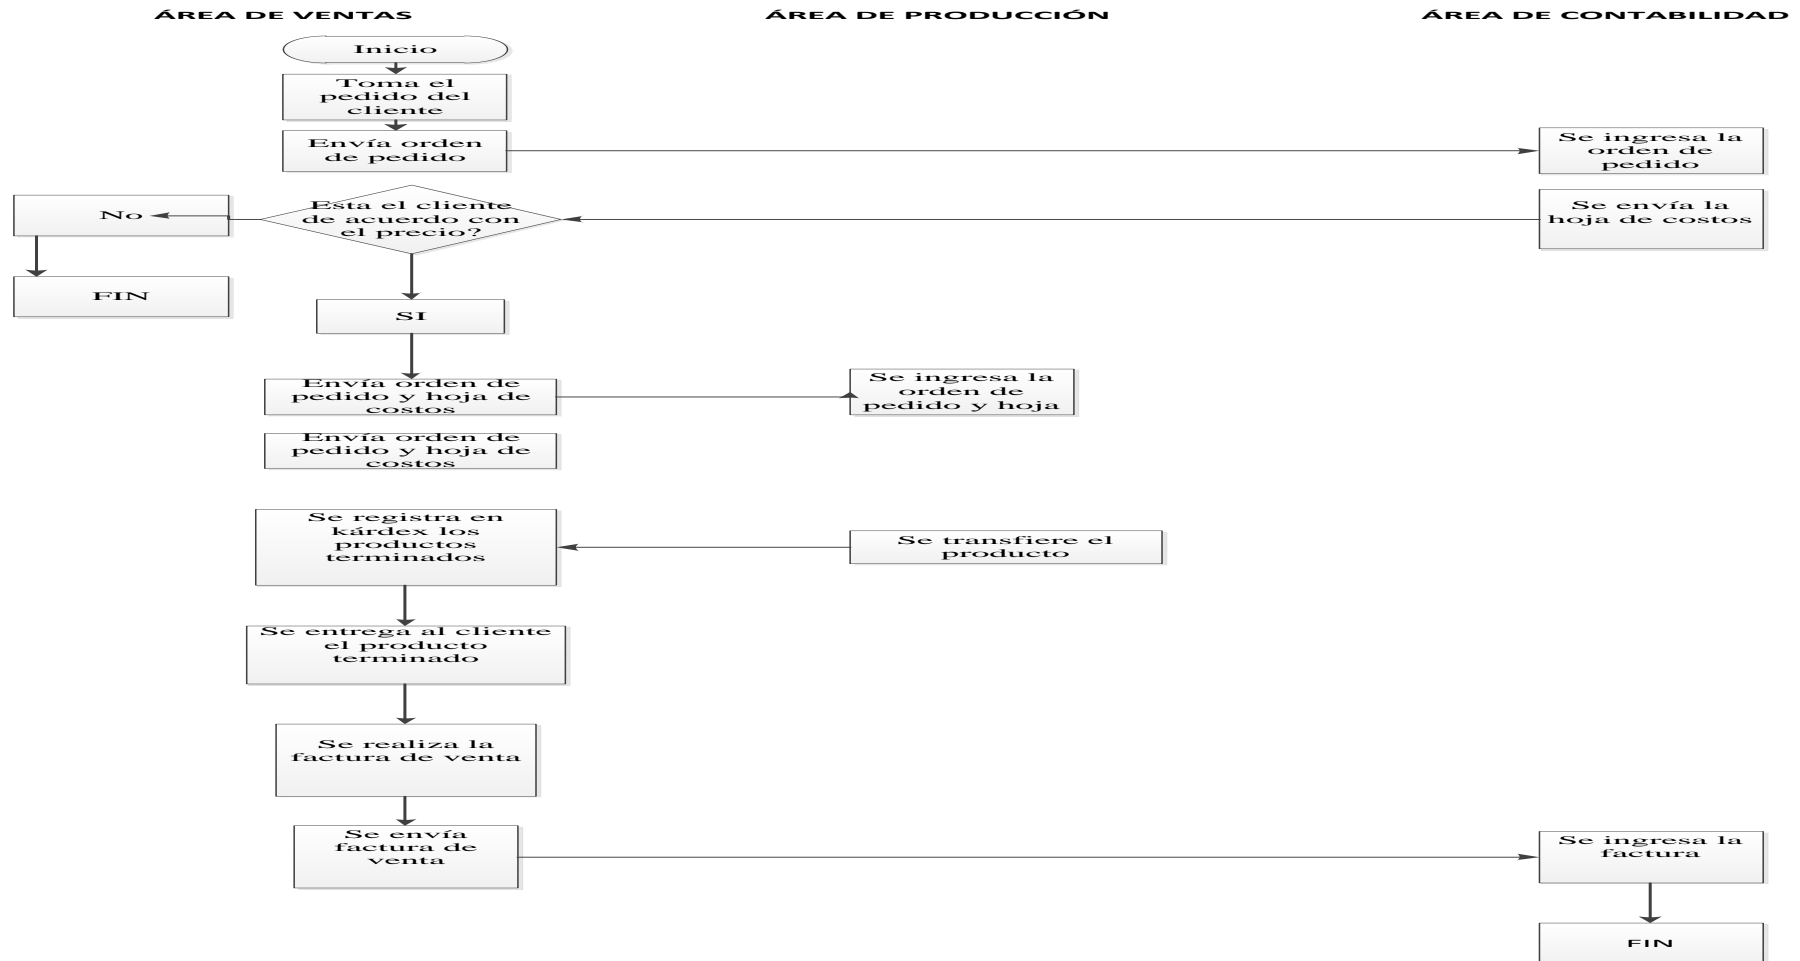 ÁREA DE VENTAS
ÁREA DE PRODUCCIÓN
ÁREA DE CONTABILIDAD
Inicio
Toma el
pedido del
cliente
Envía orden
de pedido
Se ingresa la
orden de
pedido
Esta el cliente
de acuerdo con
el precio?
Se envía la
hoja de costos
No
FIN
SI
Envía orden de
pedido y hoja de
costos
Se ingresa la
orden de
pedido y hoja
Envía orden de
pedido y hoja de
costos
Se registra en
kárdex los
productos
terminados
Se transfiere el
producto
Se entrega al cliente
el producto
terminado
Se realiza la
factura de venta
Se envía
factura de
venta
Se ingresa la
factura
FIN